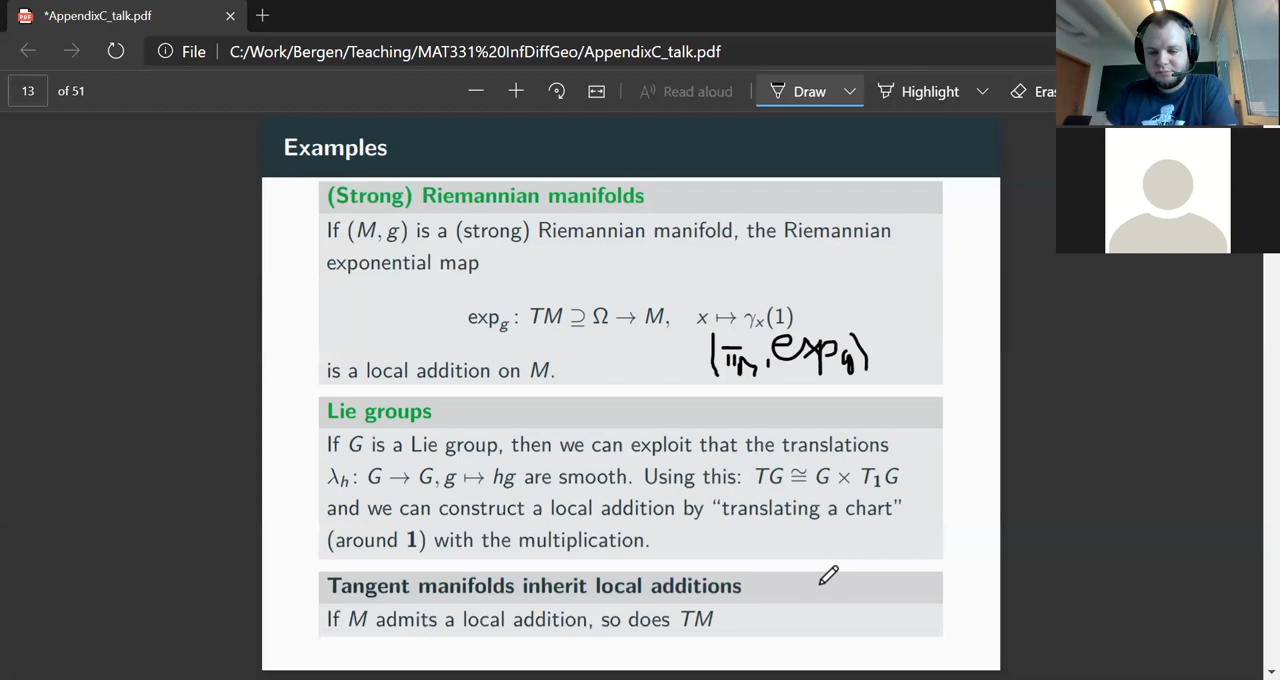 *AppendixC_talk.pdf
File C:/Work/Bergen/Teaching/MAT331%20InfDiffGeo/AppendixC_talk.pdf
13 of 51 Read aloud Draw Highlight Eras
Examples
(Strong) Riemannian manifolds
If (M, g) is a (strong) Riemannian manifold, the Riemannian
exponential map
exp_g : TM ⊇ Ω → M, x ↦ γ_x(1)
(π_M, exp_g)
is a local addition on M.
Lie groups
If G is a Lie group, then we can exploit that the translations
λ_h : G → G, g ↦ hg are smooth. Using this: TG ≅ G × T_1G
and we can construct a local addition by “translating a chart”
(around 1) with the multiplication.
Tangent manifolds inherit local additions
If M admits a local addition, so does TM